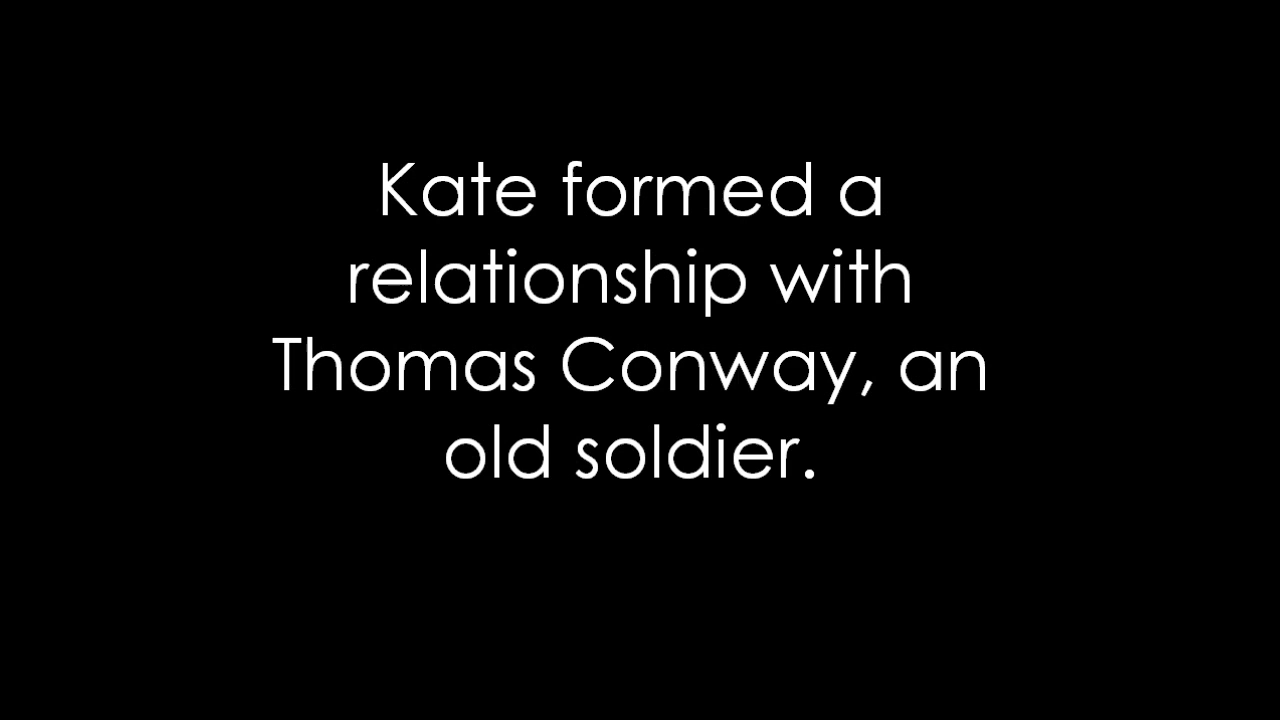 Kate formed a
relationship with
Thomas Conway, an
old soldier.